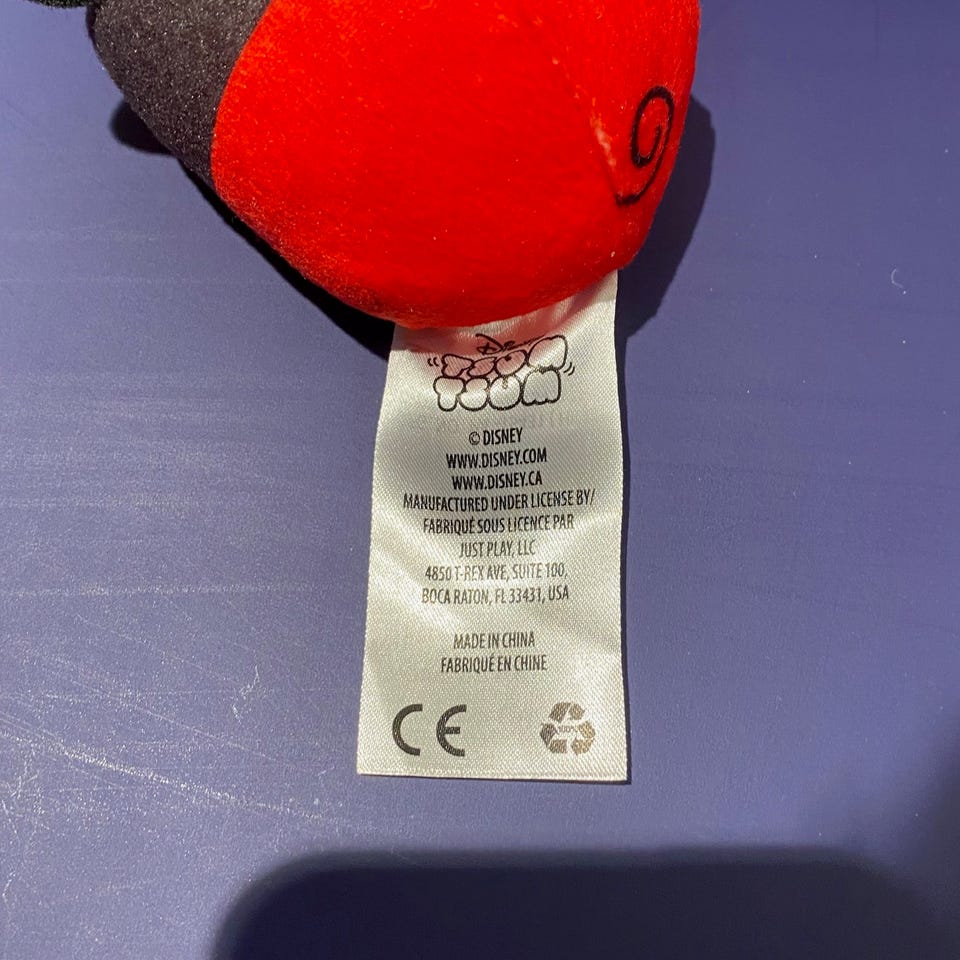 Disney
TSUM
TSUM
© DISNEY
WWW.DISNEY.COM
WWW.DISNEY.CA
MANUFACTURED UNDER LICENSE BY/
FABRIQUÉ SOUS LICENCE PAR
JUST PLAY, LLC
4850 T-REX AVE, SUITE 100,
BOCA RATON, FL 33431, USA
MADE IN CHINA
FABRIQUÉ EN CHINE
CE